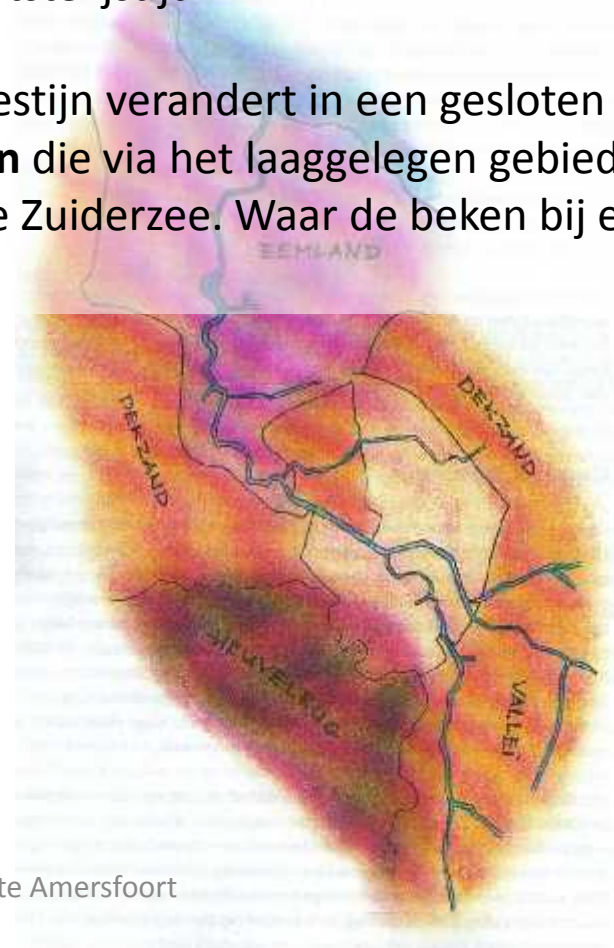 estijn verandert in een gesloten
n die via het laaggelegen gebied
e Zuiderzee. Waar de beken bij e
EEMLAND
DEKZAND
DEKZAND
HEUVELRUG
VALLEI
te Amersfoort